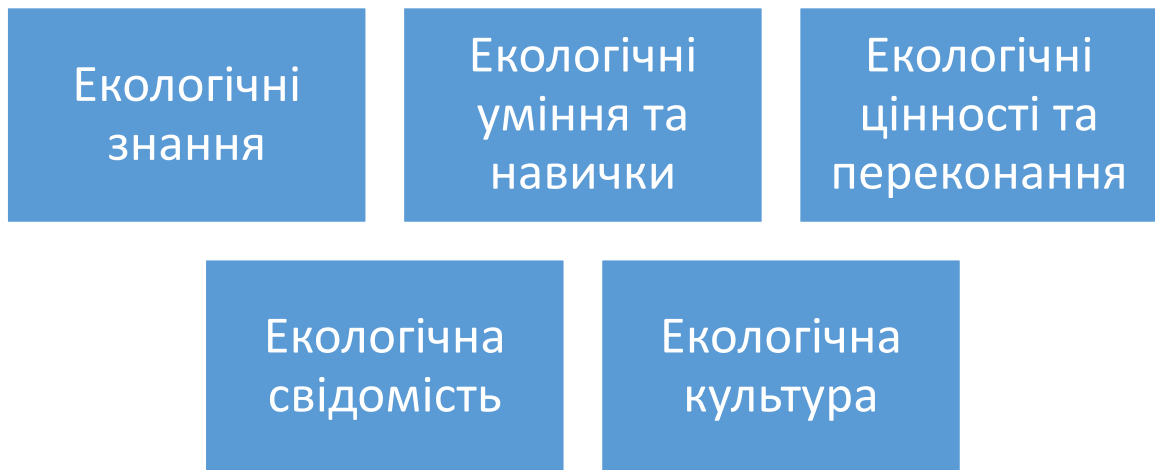 Екологічні
знання
Екологічні
уміння та
навички
Екологічні
цінності та
переконання
Екологічна
свідомість
Екологічна
культура